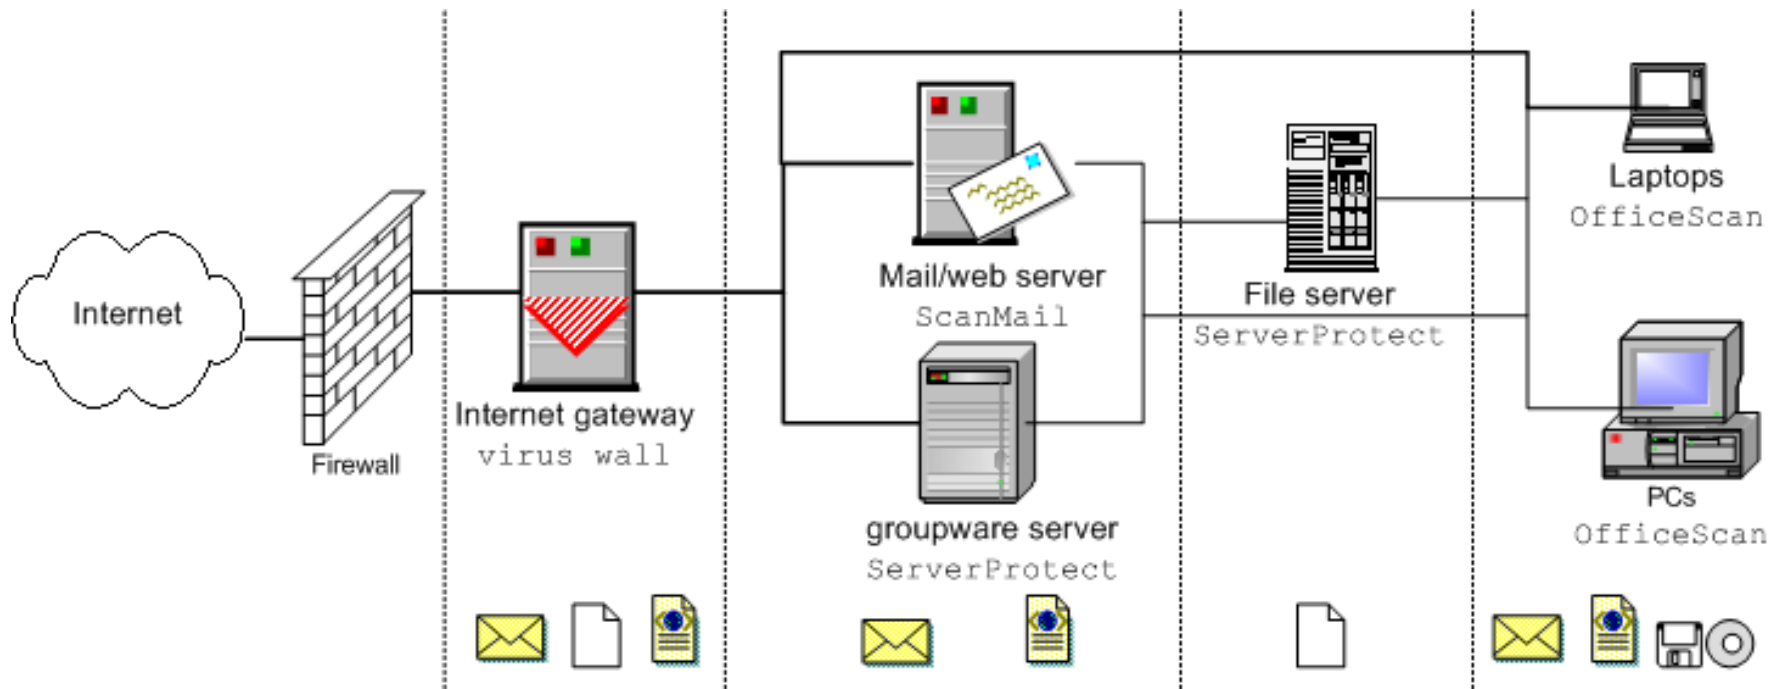 Internet
Firewall
Internet gateway
virus wall
Mail/web server
ScanMail
groupware server
ServerProtect
File server
ServerProtect
Laptops
OfficeScan
PCs
OfficeScan